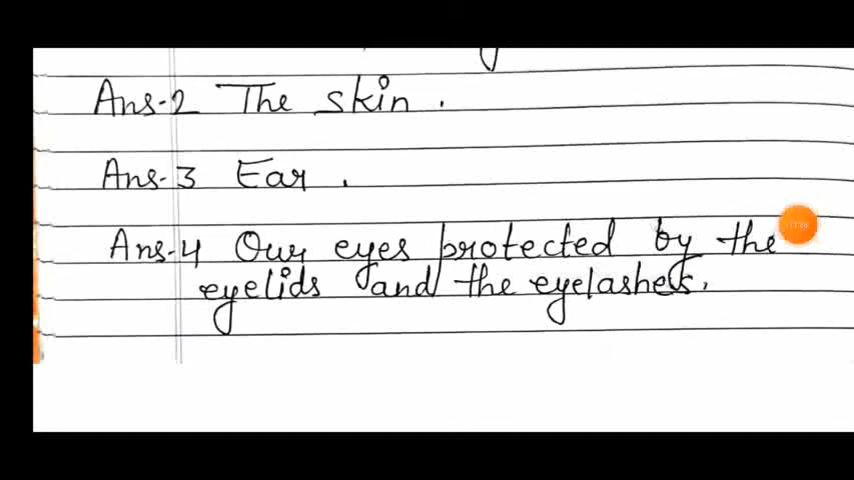 Ans-2 The skin.
Ans-3 Ear.
Ans-4 Our eyes protected by the
eyelids and the eyelashes.